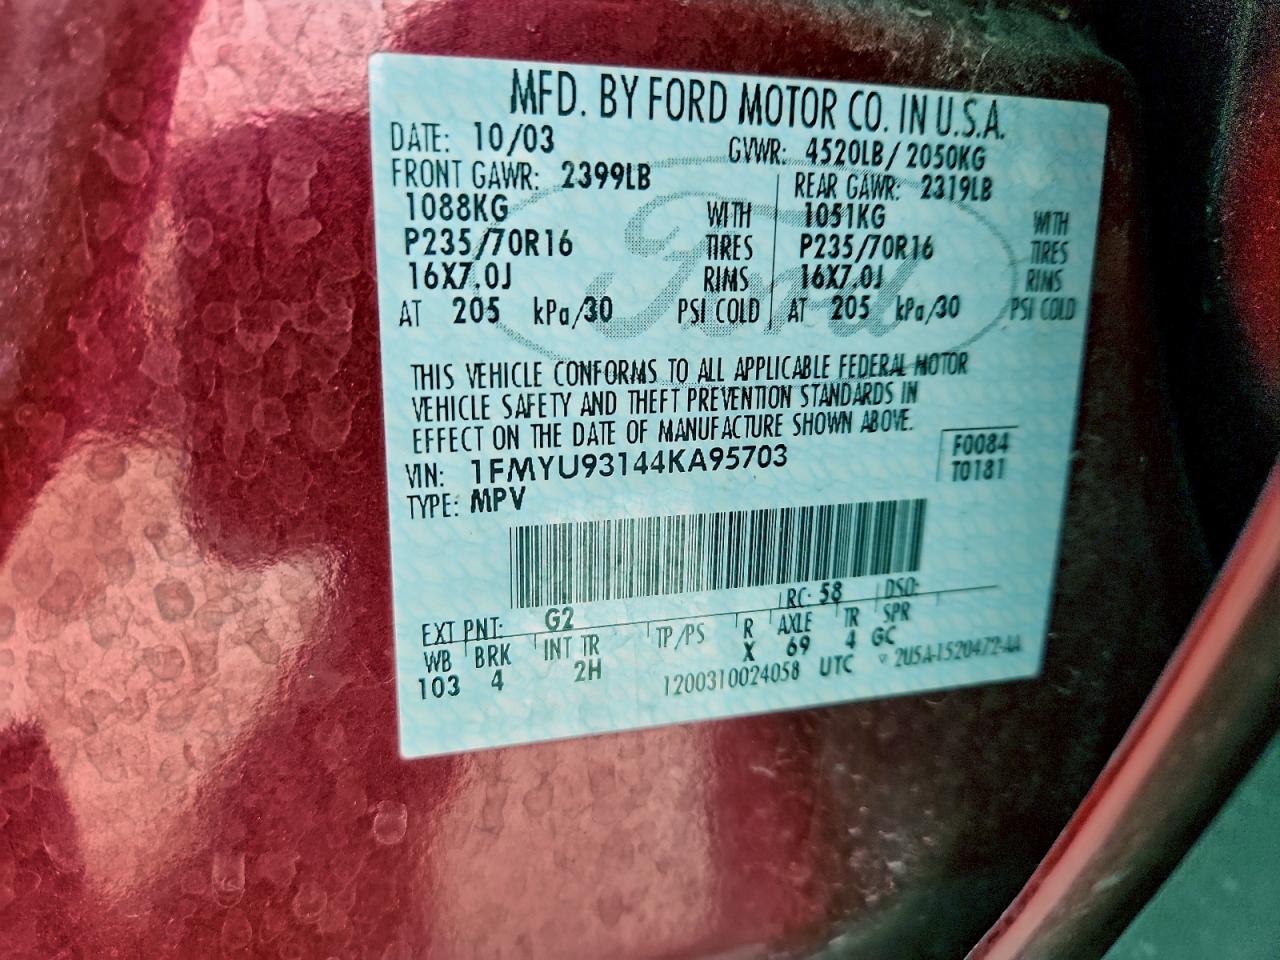 MFD. BY FORD MOTOR CO. IN U.S.A.
DATE: 10/03 GVWR: 4520LB/2050KG
FRONT GAWR: 2399LB REAR GAWR: 2319LB
1088KG WITH 1051KG WITH
P235/70R16 TIRES P235/70R16 TIRES
16X7.0J RIMS 16X7.0J RIMS
AT 205 kPa/30 PSI COLD AT 205 kPa/30 PSI COLD
Ford
THIS VEHICLE CONFORMS TO ALL APPLICABLE FEDERAL MOTOR
VEHICLE SAFETY AND THEFT PREVENTION STANDARDS IN
EFFECT ON THE DATE OF MANUFACTURE SHOWN ABOVE.
VIN: 1FMYU93144KA95703 F0084
TYPE: MPV T0181
EXT PNT: G2 RC: 58 DSO:
WB BRK INT TR TP/PS R AXLE TR SPR
103 4 2H X 69 4 GC
1200310024058 UTC 2U5A-1520472-AA